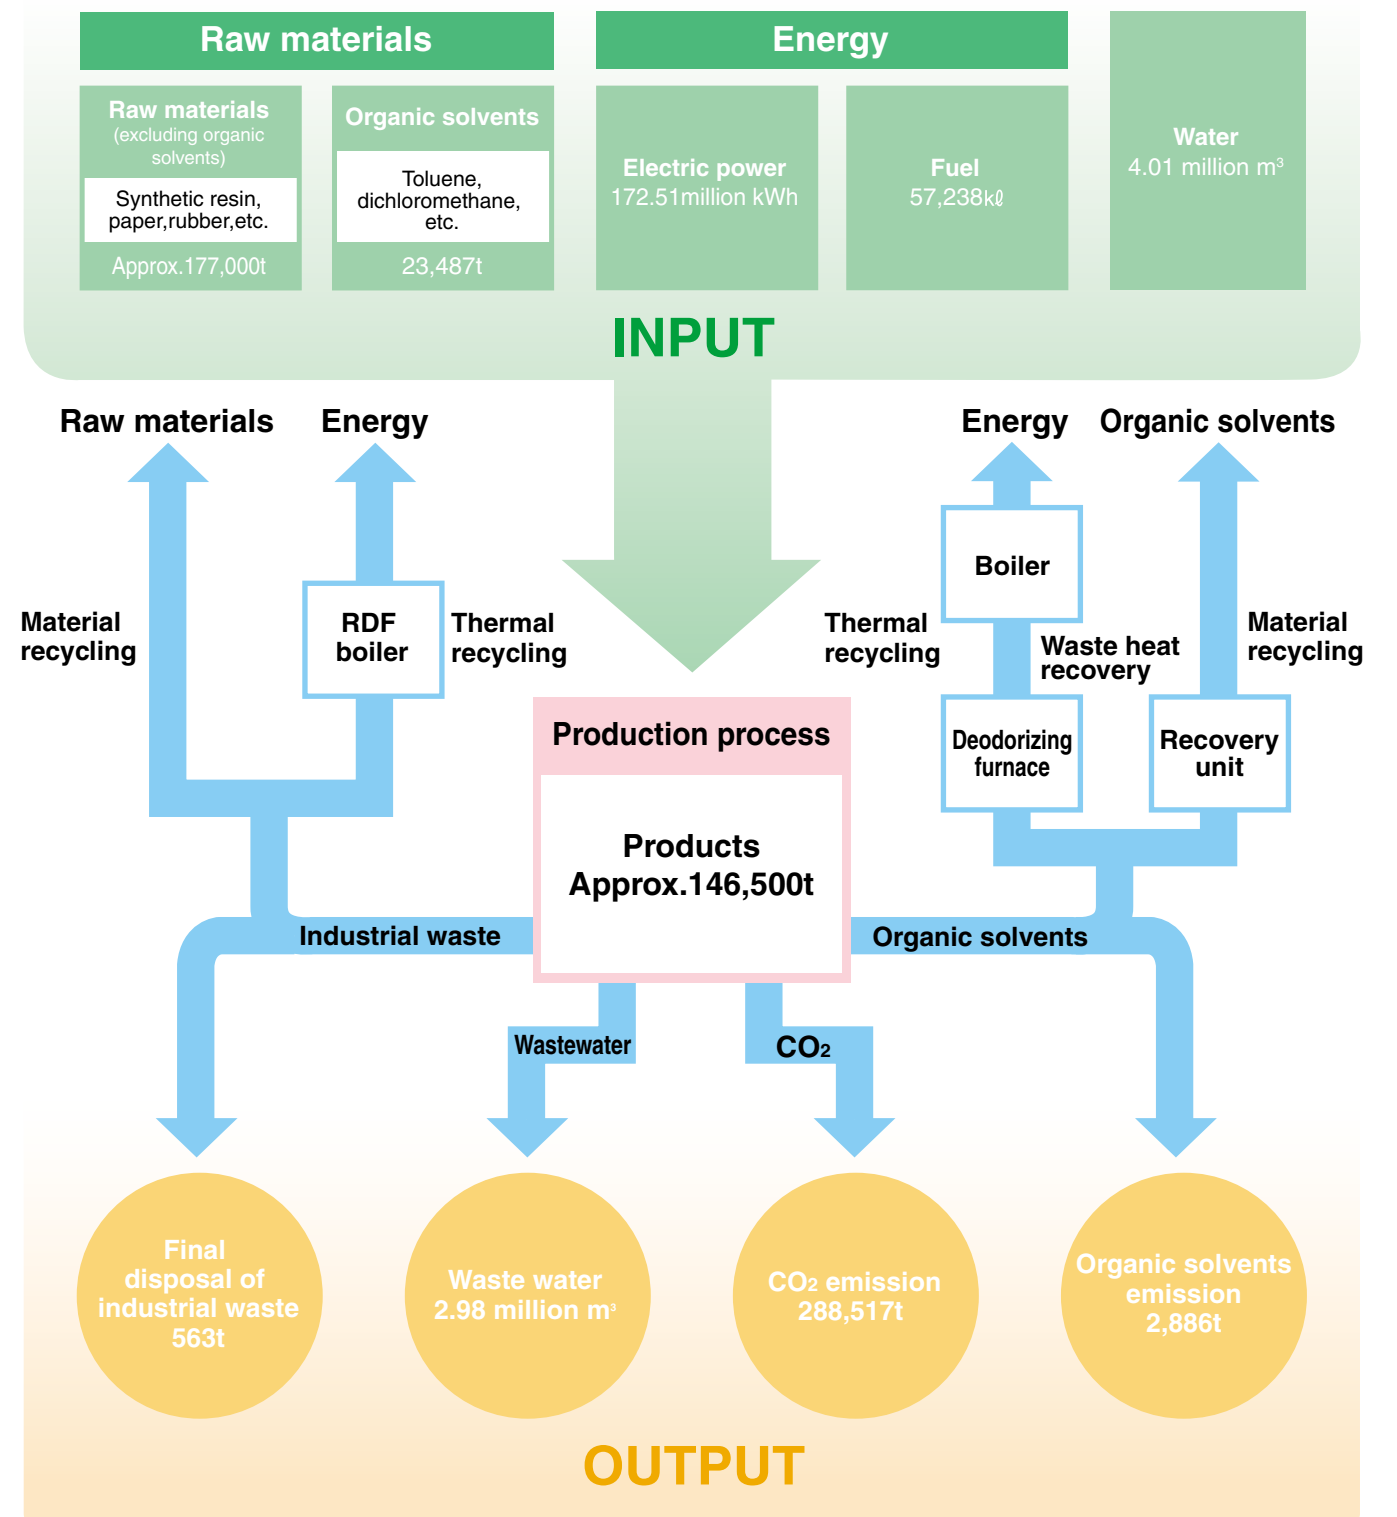 Raw materials
Energy
Raw materials
(excluding organic
solvents)
Synthetic resin,
paper,rubber,etc.
Approx.177,000t
Organic solvents
Toluene,
dichloromethane,
etc.
23,487t
Electric power
172.51million kWh
Fuel
57,238kℓ
Water
4.01 million m³
INPUT
Raw materials
Energy
Energy
Organic solvents
Material
recycling
RDF
boiler
Thermal
recycling
Thermal
recycling
Boiler
Waste heat
recovery
Material
recycling
Deodorizing
furnace
Recovery
unit
Production process
Products
Approx.146,500t
Industrial waste
Organic solvents
Wastewater
CO₂
Final
disposal of
industrial waste
563t
Waste water
2.98 million m³
CO₂ emission
288,517t
Organic solvents
emission
2,886t
OUTPUT